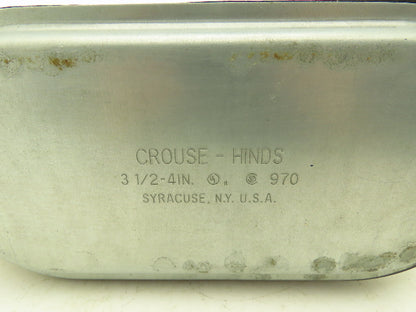 CROUSE - HINDS
3 1/2-4IN. UL ® 970
SYRACUSE, N.Y. U.S.A.